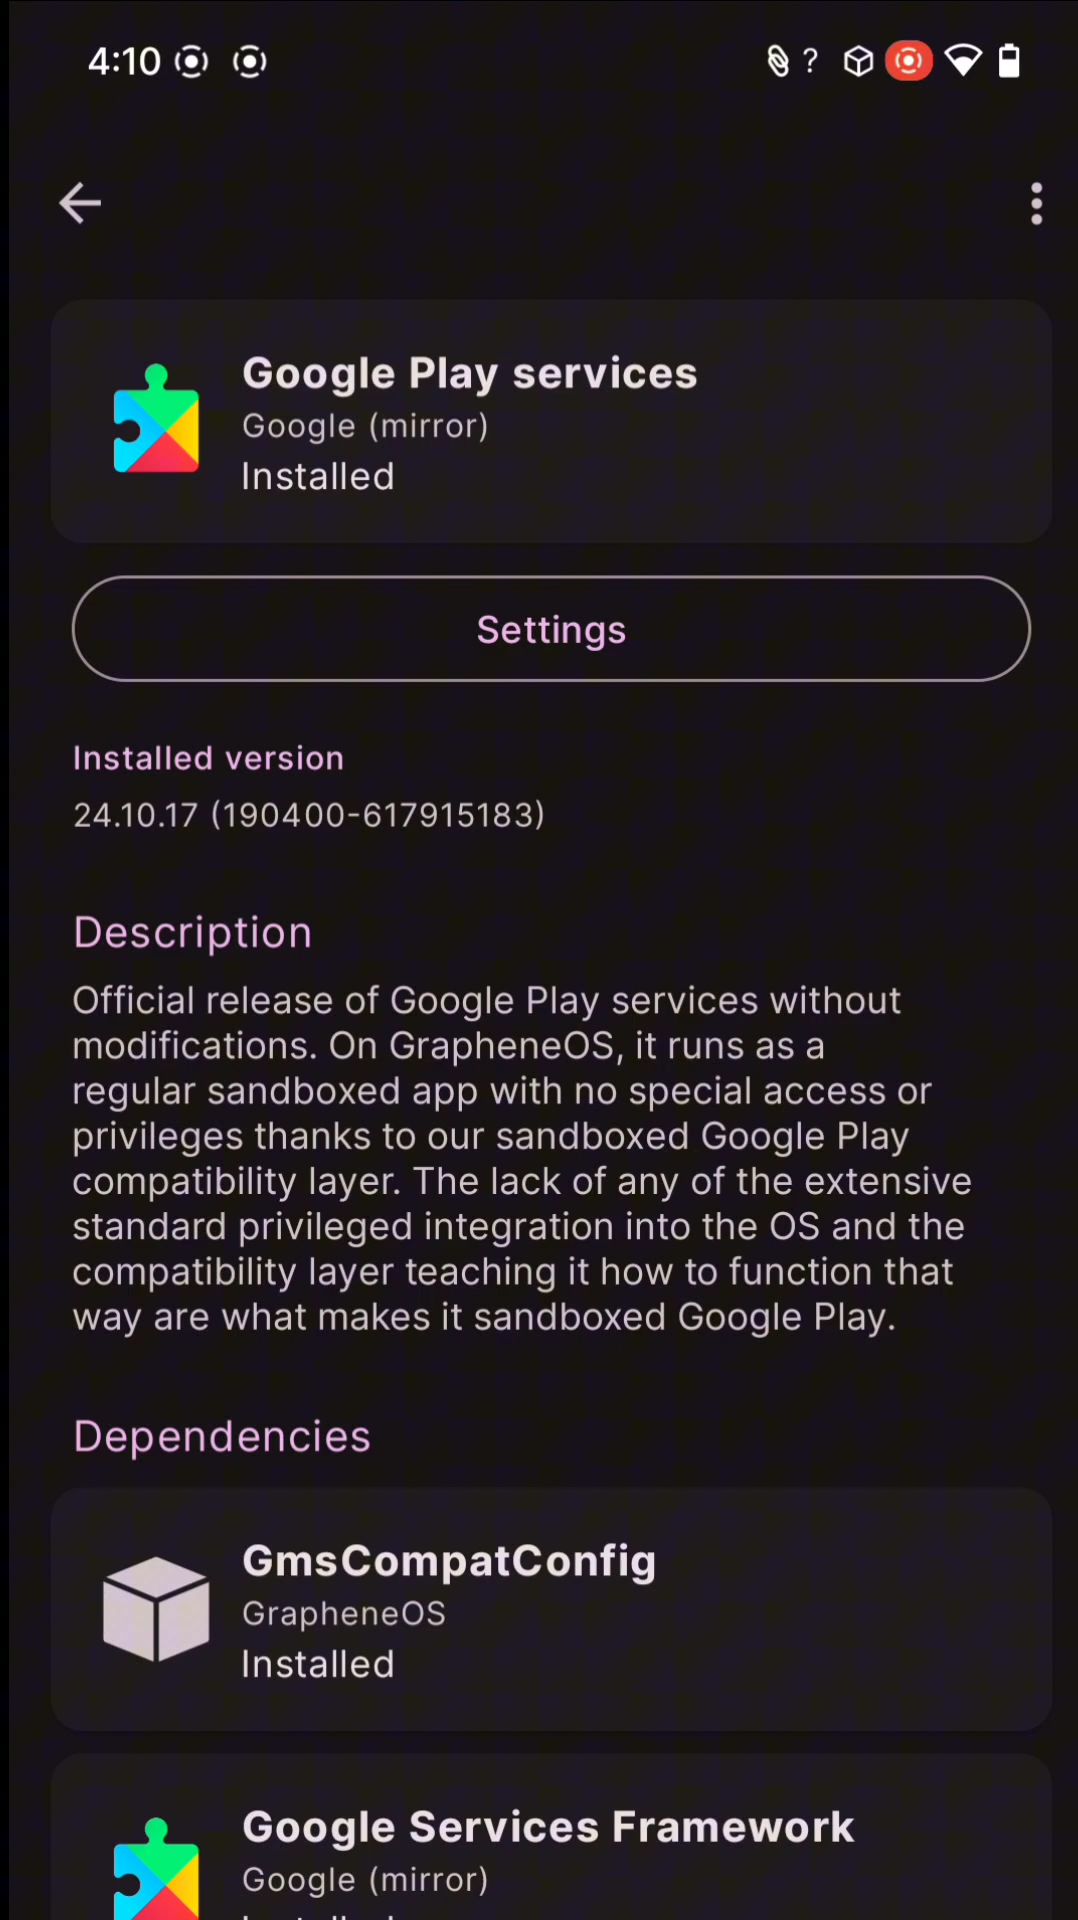 4:10
?
Google Play services
Google (mirror)
Installed
Settings
Installed version
24.10.17 (190400-617915183)
Description
Official release of Google Play services without
modifications. On GrapheneOS, it runs as a
regular sandboxed app with no special access or
privileges thanks to our sandboxed Google Play
compatibility layer. The lack of any of the extensive
standard privileged integration into the OS and the
compatibility layer teaching it how to function that
way are what makes it sandboxed Google Play.
Dependencies
GmsCompatConfig
GrapheneOS
Installed
Google Services Framework
Google (mirror)